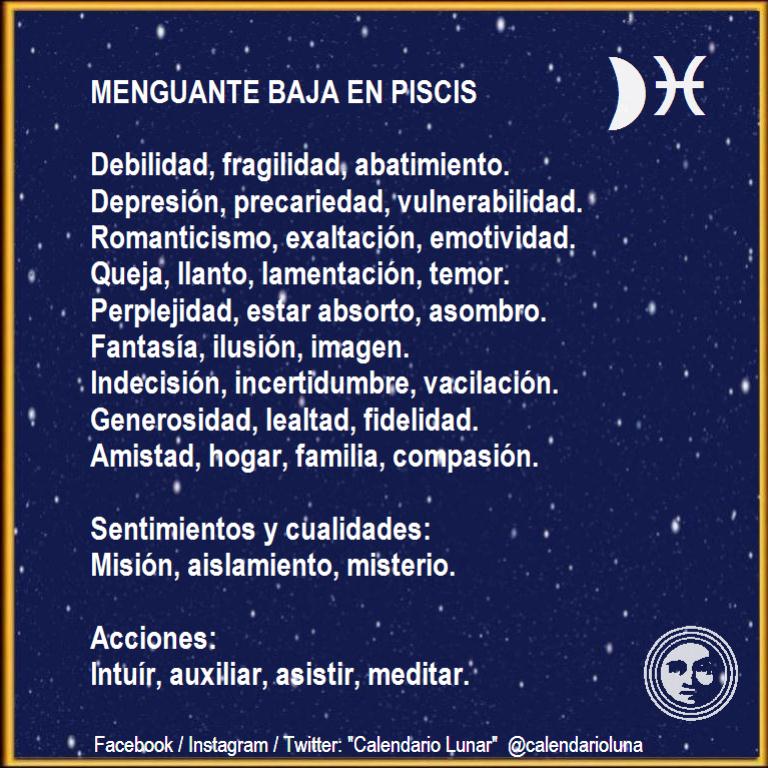 MENGUANTE BAJA EN PISCIS
Debilidad, fragilidad, abatimiento.
Depresión, precariedad, vulnerabilidad.
Romanticismo, exaltación, emotividad.
Queja, llanto, lamentación, temor.
Perplejidad, estar absorto, asombro.
Fantasía, ilusión, imagen.
Indecisión, incertidumbre, vacilación.
Generosidad, lealtad, fidelidad.
Amistad, hogar, familia, compasión.
Sentimientos y cualidades:
Misión, aislamiento, misterio.
Acciones:
Intuír, auxiliar, asistir, meditar.
Facebook / Instagram / Twitter: "Calendario Lunar" @calendarioluna